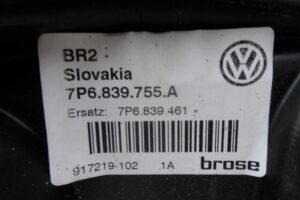 BR2
Slovakia
7P6.839.755.A
Ersatz: 7P6.839.461
917219-102 1A
brose